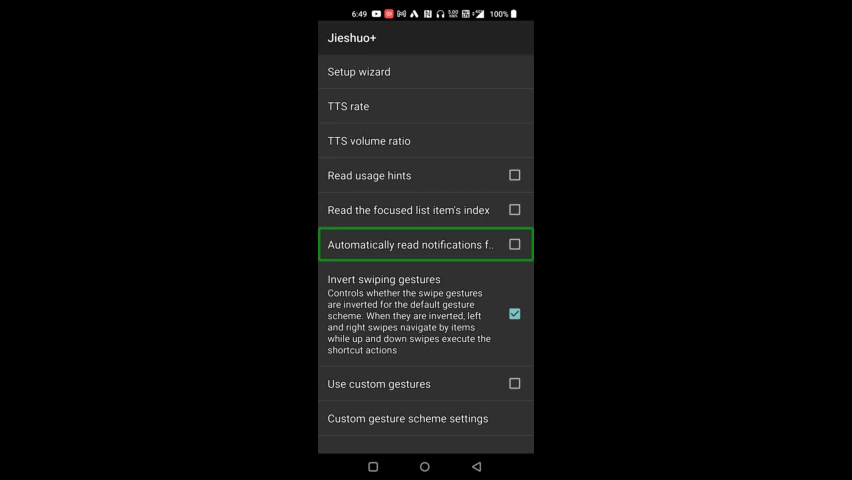 6:49 100%
Jieshuo+
Setup wizard
TTS rate
TTS volume ratio
Read usage hints
Read the focused list item's index
Automatically read notifications f..
Invert swiping gestures
Controls whether the swipe gestures
are inverted for the default gesture
scheme. When they are inverted, left
and right swipes navigate by items
while up and down swipes execute the
shortcut actions
Use custom gestures
Custom gesture scheme settings